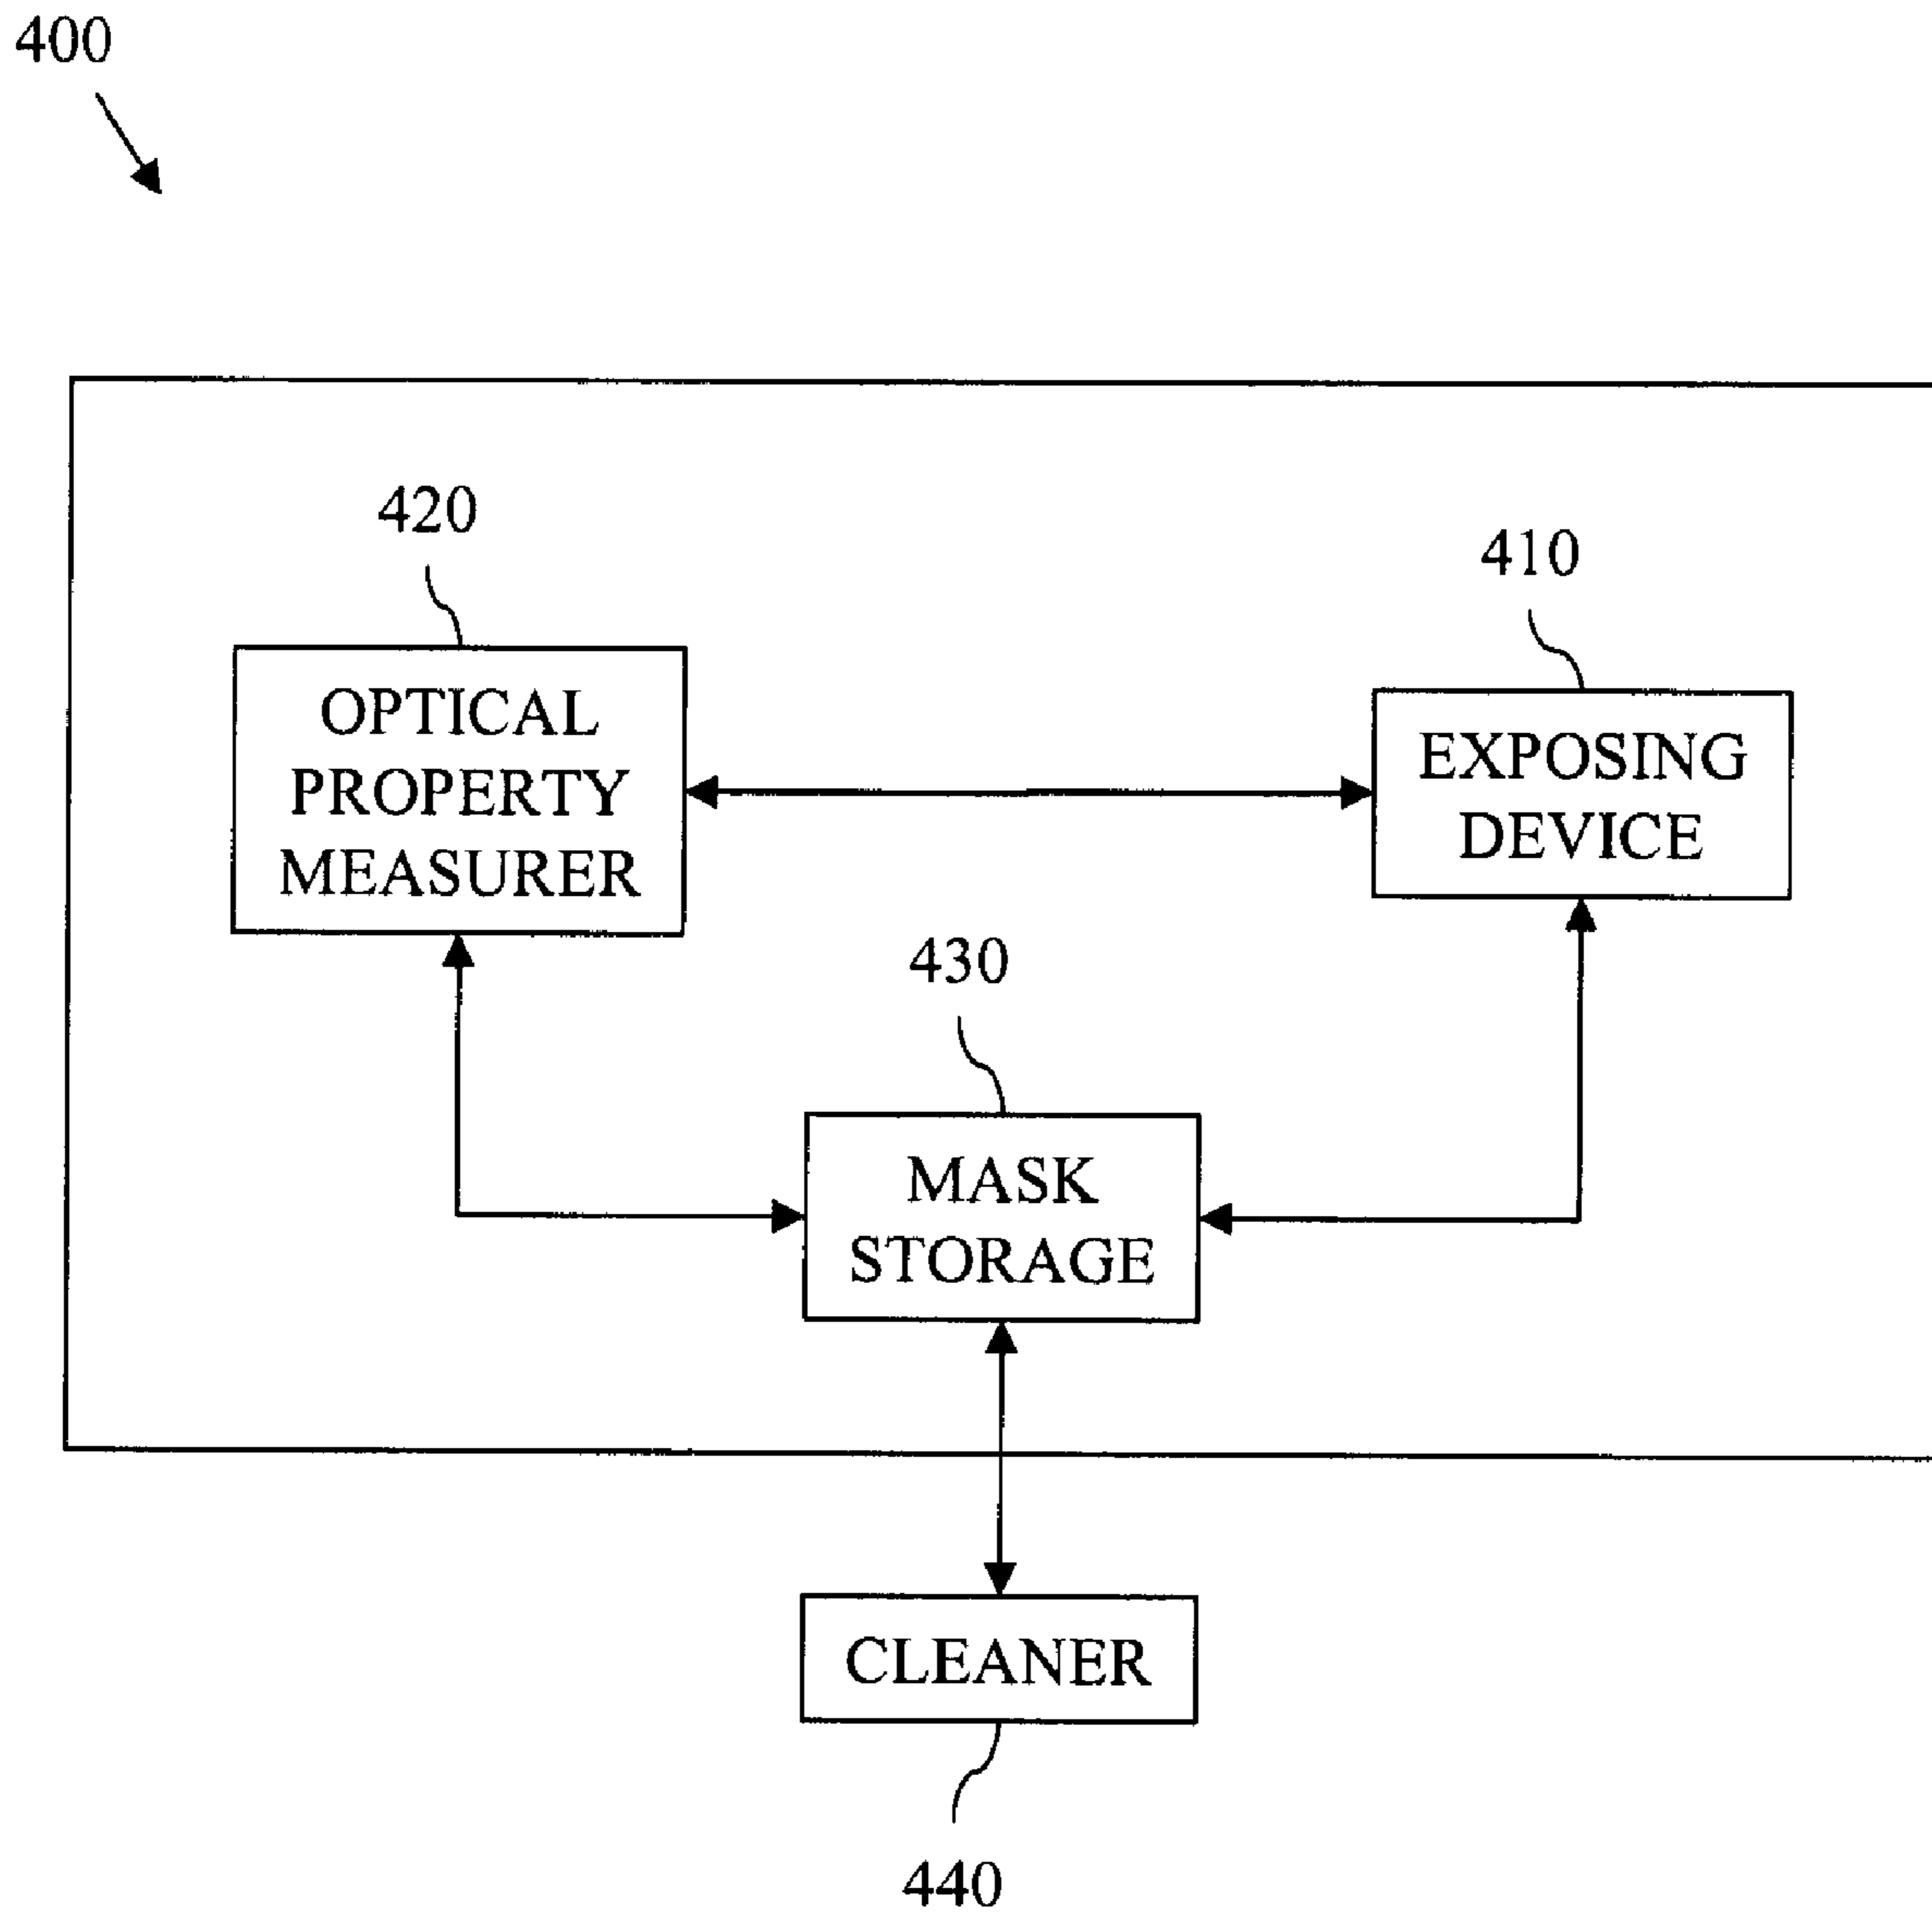 400
420
410
OPTICAL
PROPERTY
MEASURER
EXPOSING
DEVICE
430
MASK
STORAGE
CLEANER
440